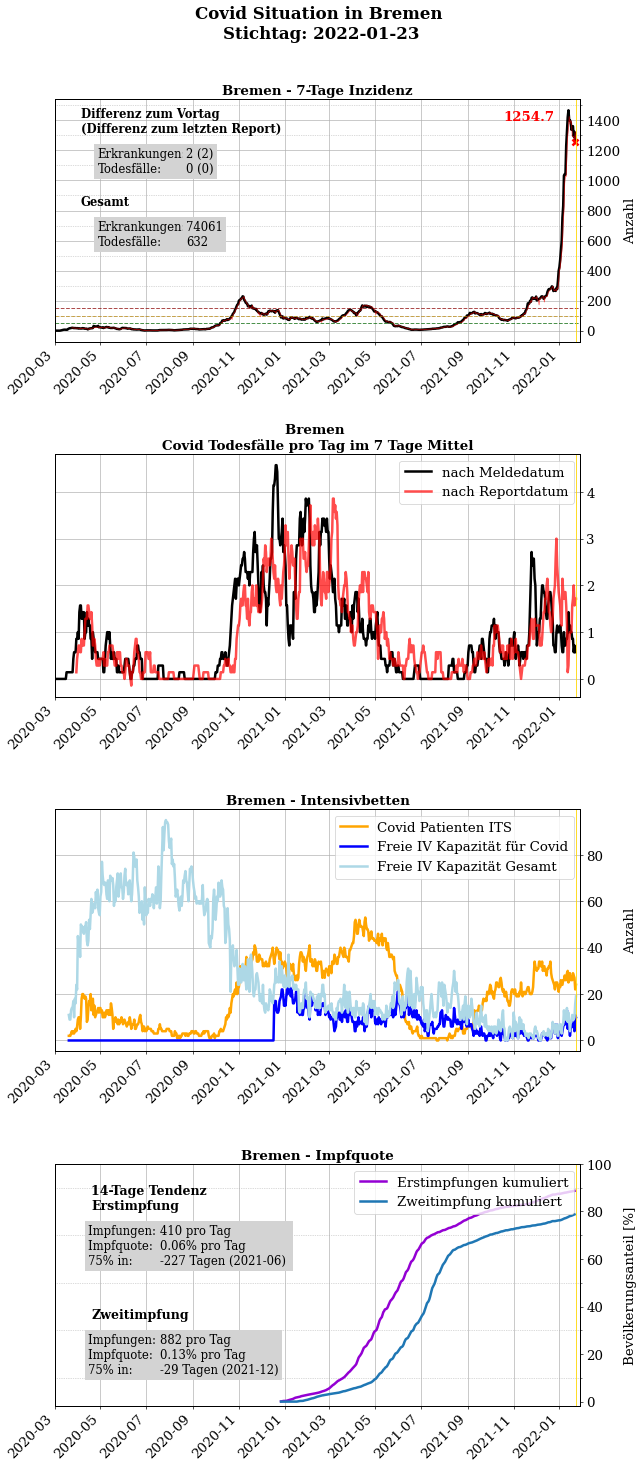 Covid Situation in Bremen
Stichtag: 2022-01-23
Bremen - 7-Tage Inzidenz
Differenz zum Vortag
(Differenz zum letzten Report)
Erkrankungen 2 (2)
Todesfälle: 0 (0)
Gesamt
Erkrankungen 74061
Todesfälle: 632
1254.7
1400
1200
1000
800
600
400
200
0
Anzahl
2020-03 2020-05 2020-07 2020-09 2020-11 2021-01 2021-03 2021-05 2021-07 2021-09 2021-11 2022-01
Bremen
Covid Todesfälle pro Tag im 7 Tage Mittel
nach Meldedatum
nach Reportdatum
4
3
2
1
0
2020-03 2020-05 2020-07 2020-09 2020-11 2021-01 2021-03 2021-05 2021-07 2021-09 2021-11 2022-01
Bremen - Intensivbetten
Covid Patienten ITS
Freie IV Kapazität für Covid
Freie IV Kapazität Gesamt
80
60
40
20
0
Anzahl
2020-03 2020-05 2020-07 2020-09 2020-11 2021-01 2021-03 2021-05 2021-07 2021-09 2021-11 2022-01
Bremen - Impfquote
14-Tage Tendenz
Erstimpfung
Impfungen: 410 pro Tag
Impfquote: 0.06% pro Tag
75% in: -227 Tagen (2021-06)
Zweitimpfung
Impfungen: 882 pro Tag
Impfquote: 0.13% pro Tag
75% in: -29 Tagen (2021-12)
Erstimpfungen kumuliert
Zweitimpfung kumuliert
100
80
60
40
20
0
Bevölkerungsanteil [%]
2020-03 2020-05 2020-07 2020-09 2020-11 2021-01 2021-03 2021-05 2021-07 2021-09 2021-11 2022-01